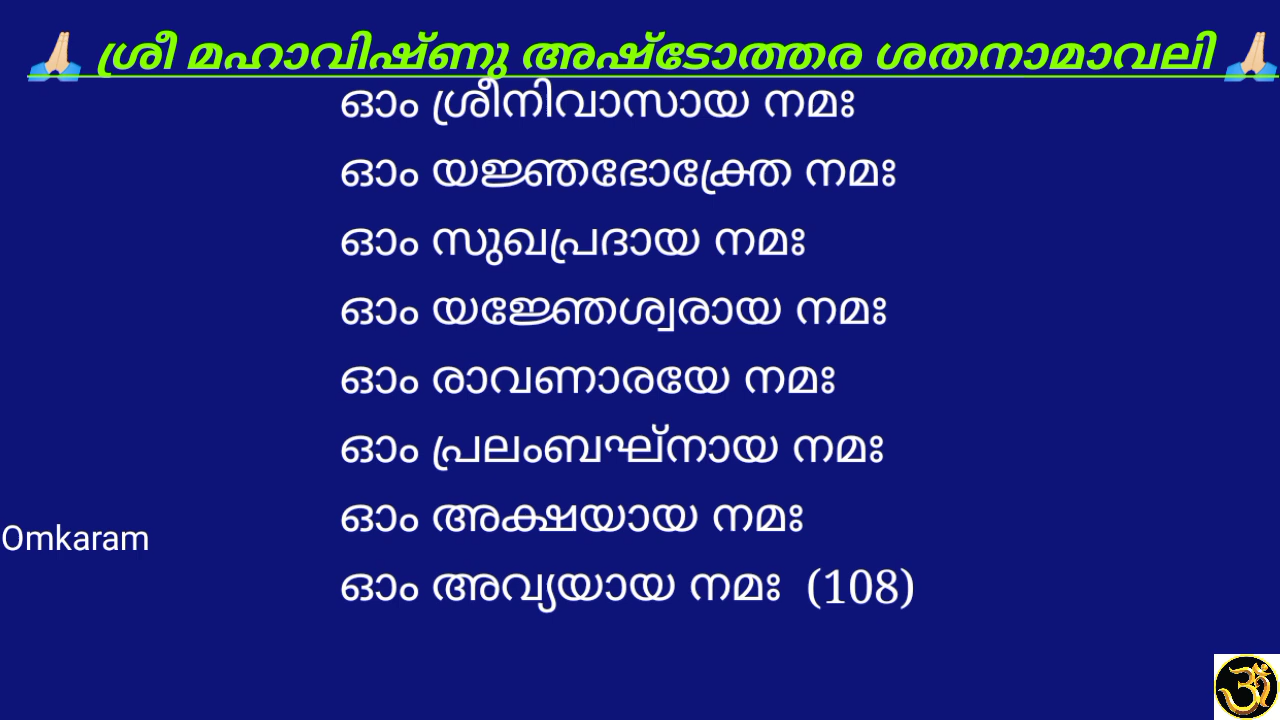 🙏🏻 ശ്രീ മഹാവിഷ്ണു അഷ്ടോത്തര ശതനാമാവലി 🙏🏻
ഓം ശ്രീനിവാസായ നമഃ
ഓം യജ്ഞഭോക്ത്രേ നമഃ
ഓം സുഖപ്രദായ നമഃ
ഓം യജ്ഞേശ്വരായ നമഃ
ഓം രാവണാരയേ നമഃ
ഓം പ്രലംബഘ്നായ നമഃ
ഓം അക്ഷയായ നമഃ
Omkaram
ഓം അവ്യയായ നമഃ (108)
ॐ